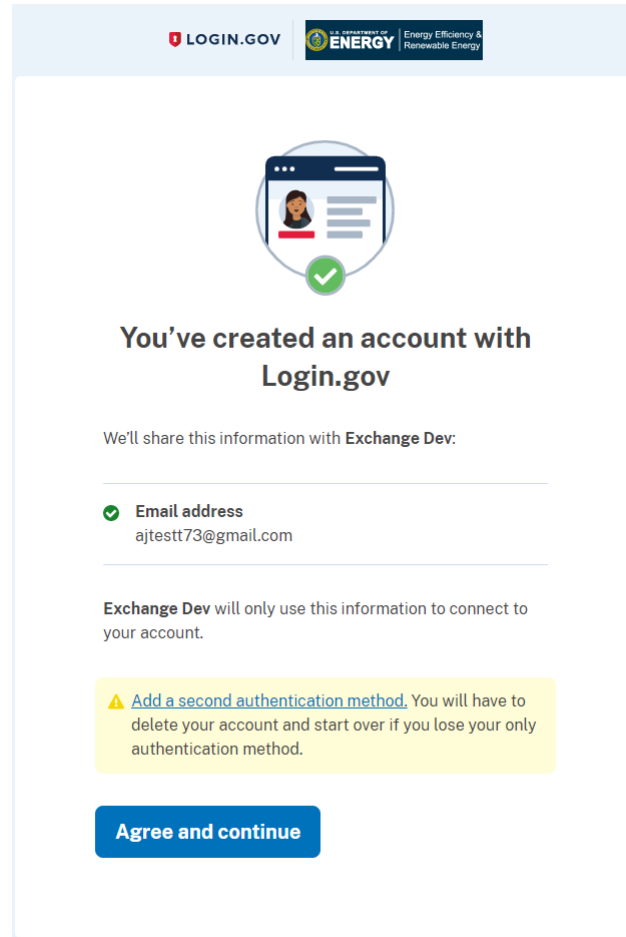 LOGIN.GOV
U.S. DEPARTMENT OF
ENERGY
Energy Efficiency &
Renewable Energy
You’ve created an account with
Login.gov
We’ll share this information with Exchange Dev:
Email address
ajtestt73@gmail.com
Exchange Dev will only use this information to connect to
your account.
Add a second authentication method. You will have to
delete your account and start over if you lose your only
authentication method.
Agree and continue